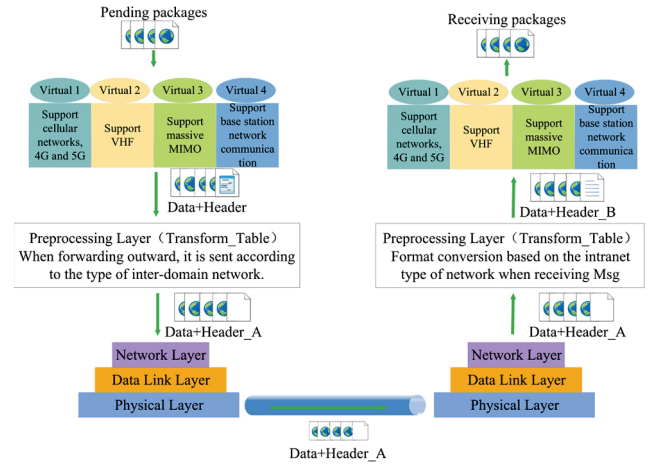 Pending packages
Receiving packages
Virtual 1
Virtual 2
Virtual 3
Virtual 4
Support
cellular
networks,
4G and 5G
Support
VHF
Support
massive
MIMO
Support
base station
network
communica
tion
Virtual 1
Virtual 2
Virtual 3
Virtual 4
Support
cellular
networks,
4G and 5G
Support
VHF
Support
massive
MIMO
Support
base station
network
communica
tion
Data+Header
Data+Header_B
Preprocessing Layer（Transform_Table）
When forwarding outward, it is sent according
to the type of inter-domain network.
Preprocessing Layer（Transform_Table）
Format conversion based on the intranet
type of network when receiving Msg
Data+Header_A
Data+Header_A
Network Layer
Data Link Layer
Physical Layer
Network Layer
Data Link Layer
Physical Layer
Data+Header_A